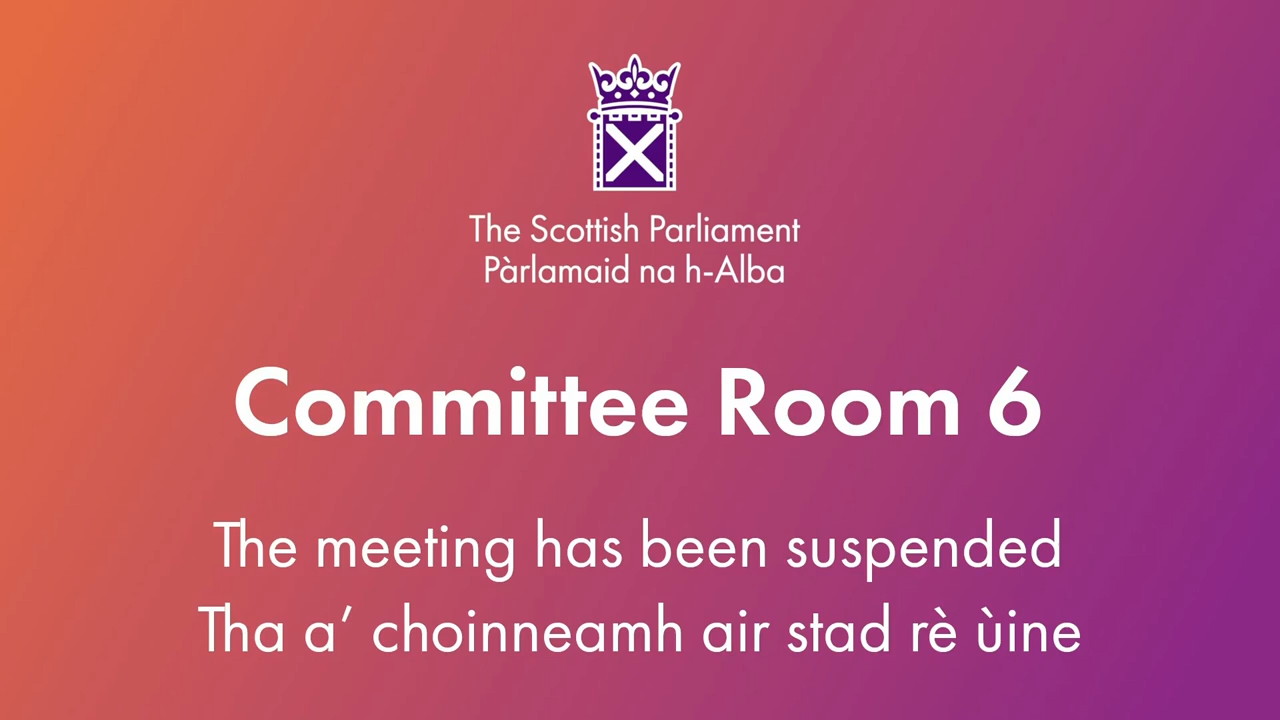 The Scottish Parliament
Pàrlamaid na h-Alba
Committee Room 6
The meeting has been suspended
Tha a’ choinneamh air stad rè ùine